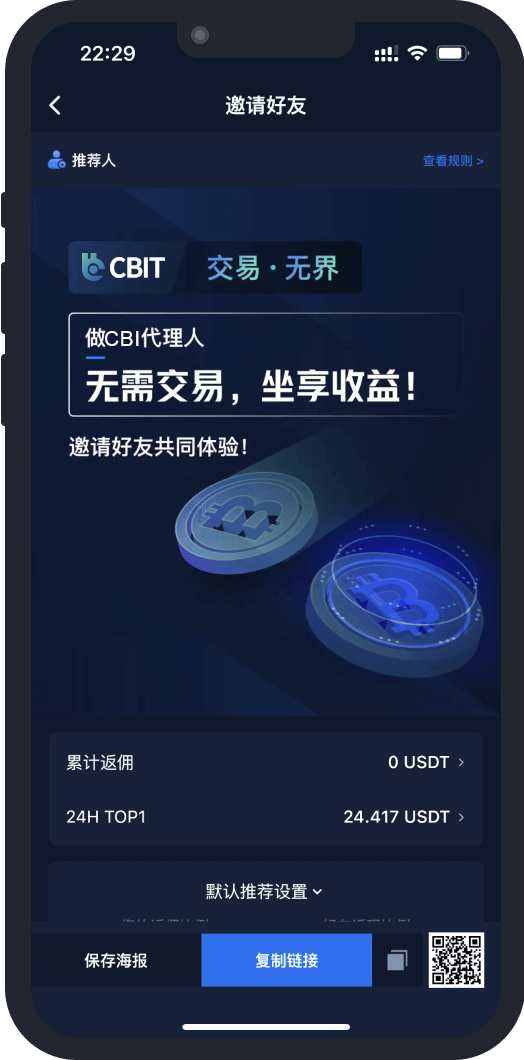 22:29
邀请好友
推荐人
查看规则 >
CBIT 交易·无界
做CBI代理人
无需交易，坐享收益！
邀请好友共同体验！
累计返佣 0 USDT >
24H TOP1 24.417 USDT >
默认推荐设置
保存海报 复制链接